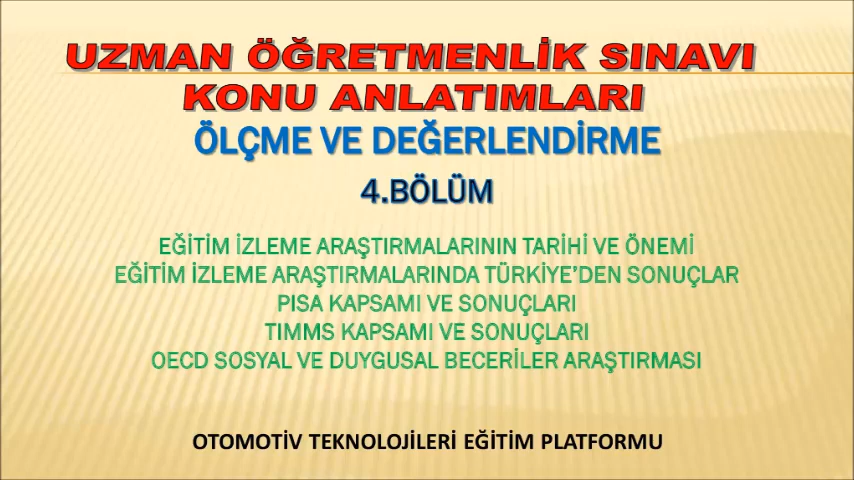 UZMAN ÖĞRETMENLİK SINAVI
KONU ANLATIMLARI
ÖLÇME VE DEĞERLENDİRME
4.BÖLÜM
EĞİTİM İZLEME ARAŞTIRMALARININ TARİHİ VE ÖNEMİ
EĞİTİM İZLEME ARAŞTIRMALARINDA TÜRKİYE'DEN SONUÇLAR
PISA KAPSAMI VE SONUÇLARI
TIMMS KAPSAMI VE SONUÇLARI
OECD SOSYAL VE DUYGUSAL BECERİLER ARAŞTIRMASI
OTOMOTİV TEKNOLOJİLERİ EĞİTİM PLATFORMU